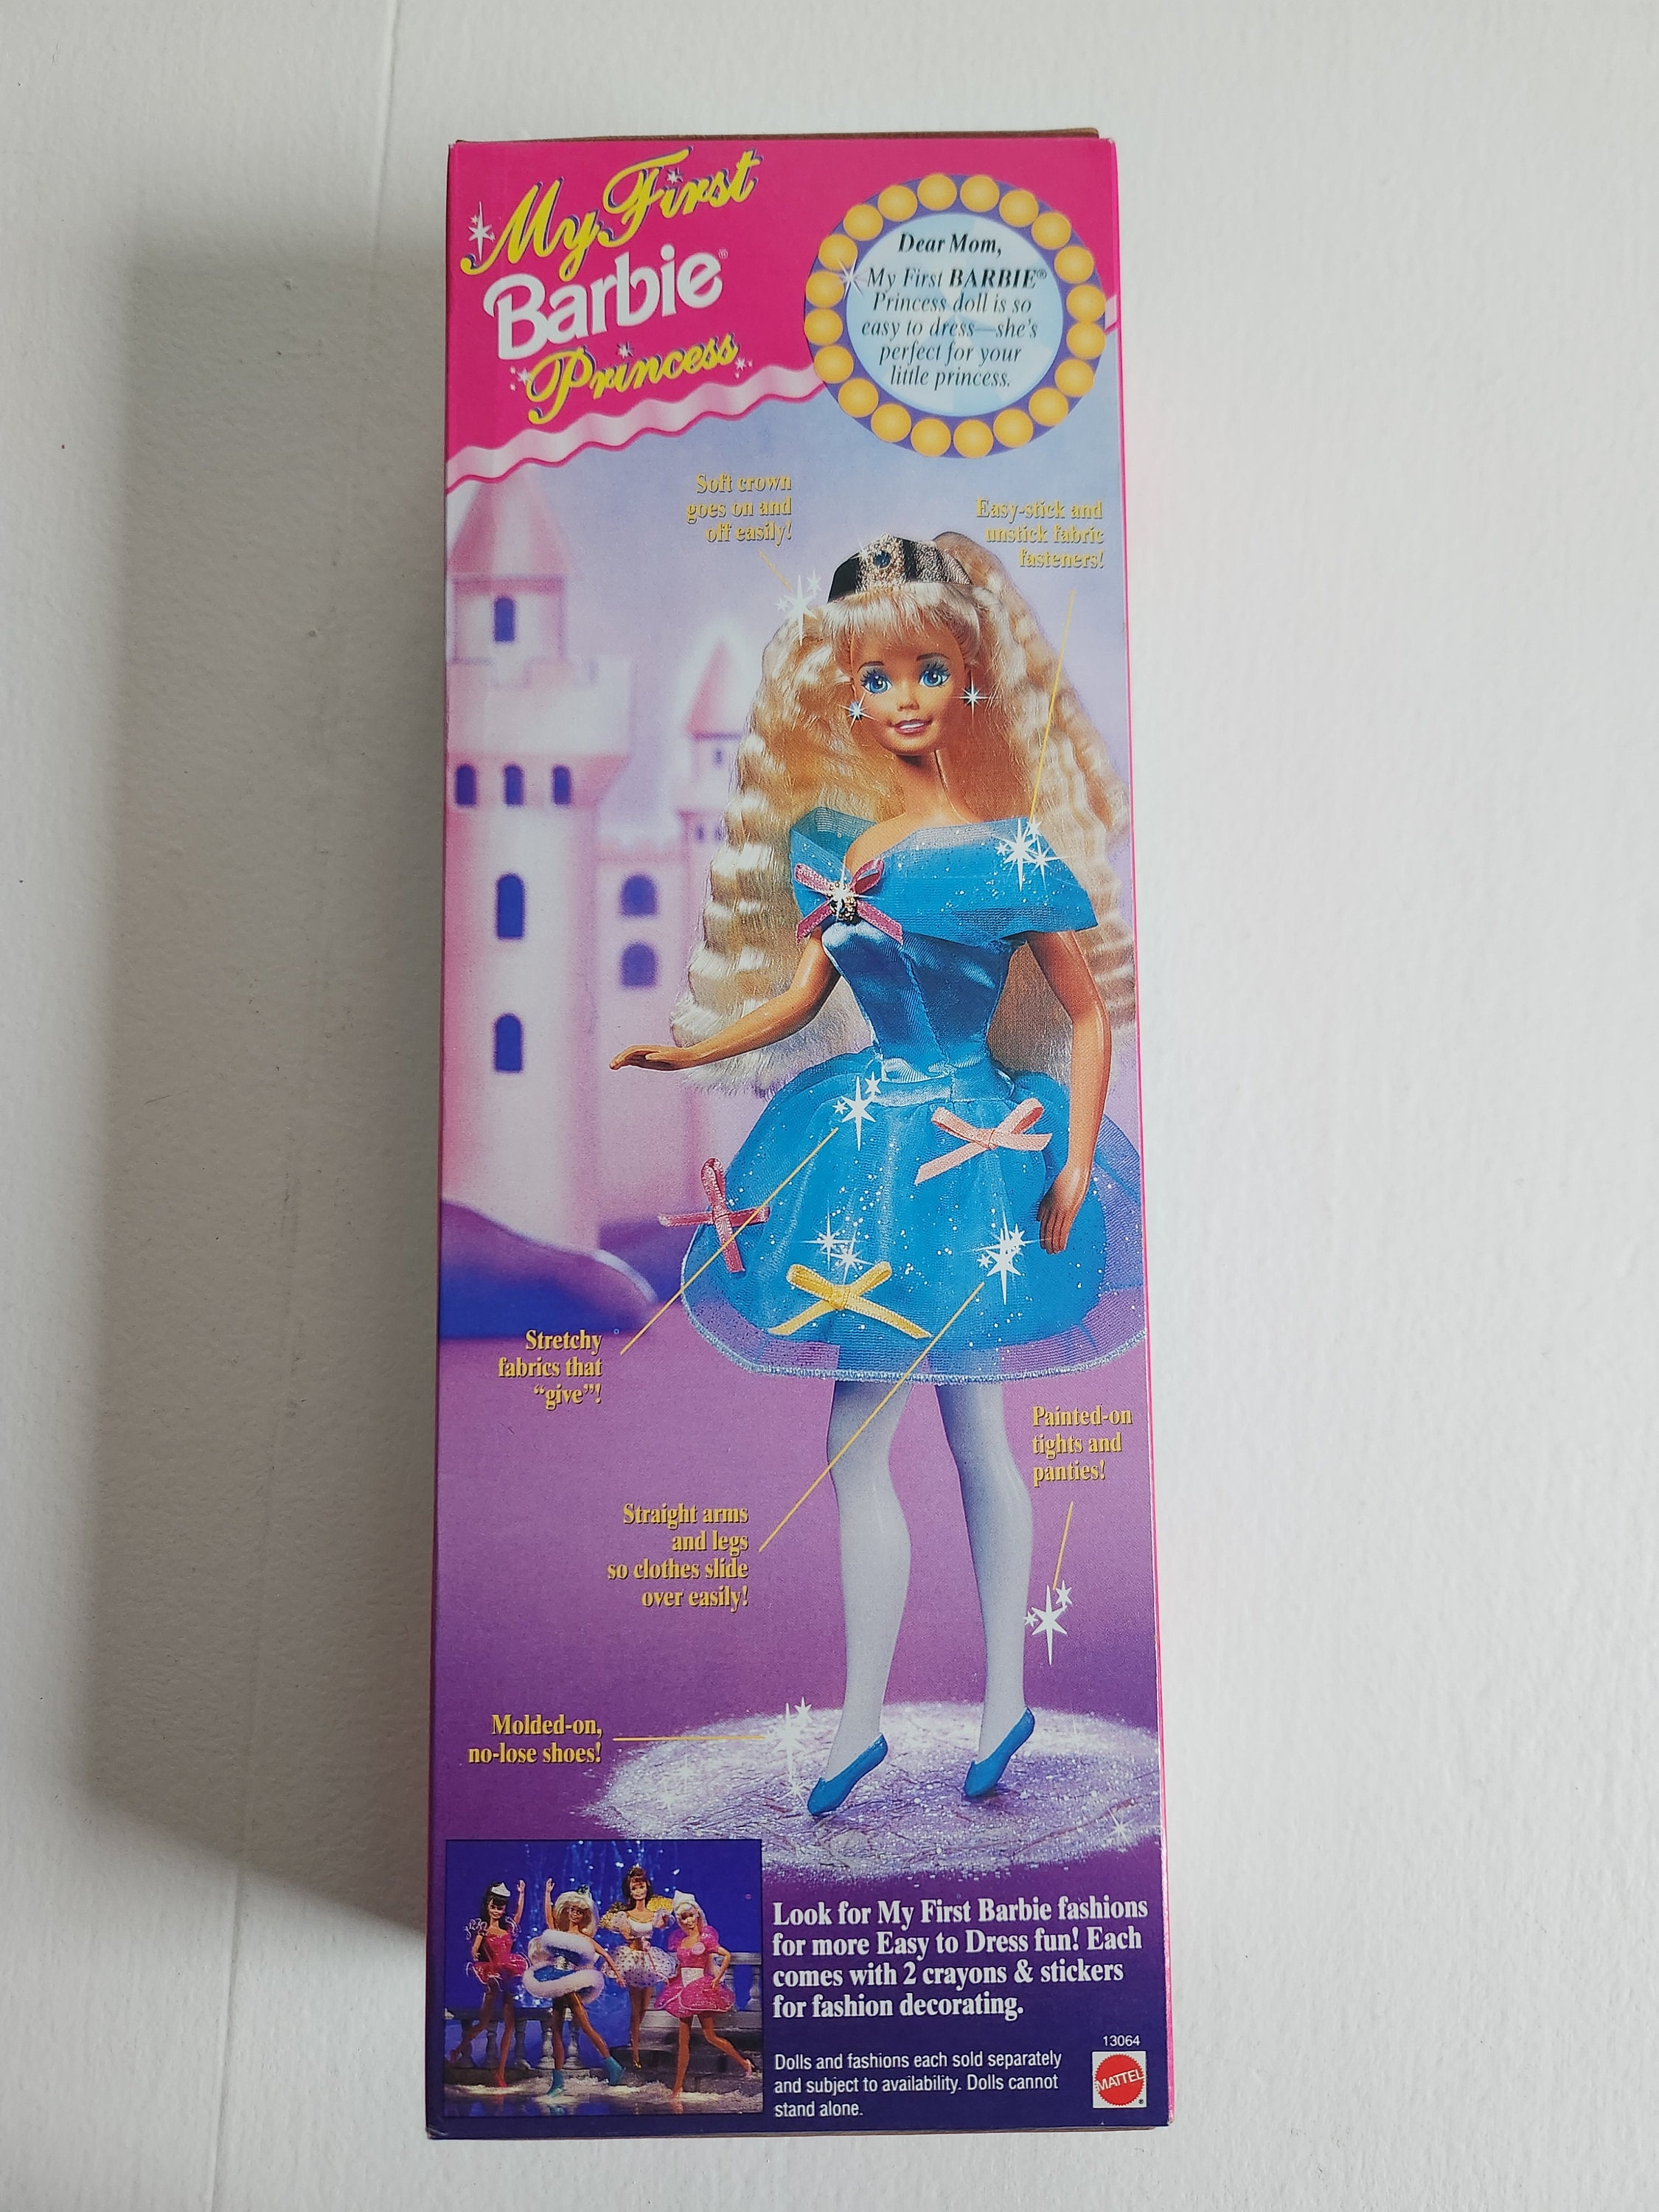 My First
Barbie®
Princess
Dear Mom,
My First BARBIE®
Princess doll is so
easy to dress—she's
perfect for your
little princess.
Soft crown
goes on and
off easily!
Easy-stick and
unstick fabric
fasteners!
Stretchy
fabrics that
“give”!
Painted-on
tights and
panties!
Straight arms
and legs
so clothes slide
over easily!
Molded-on,
no-lose shoes!
Look for My First Barbie fashions
for more Easy to Dress fun! Each
comes with 2 crayons & stickers
for fashion decorating.
Dolls and fashions each sold separately
and subject to availability. Dolls cannot
stand alone.
13064
MATTEL®